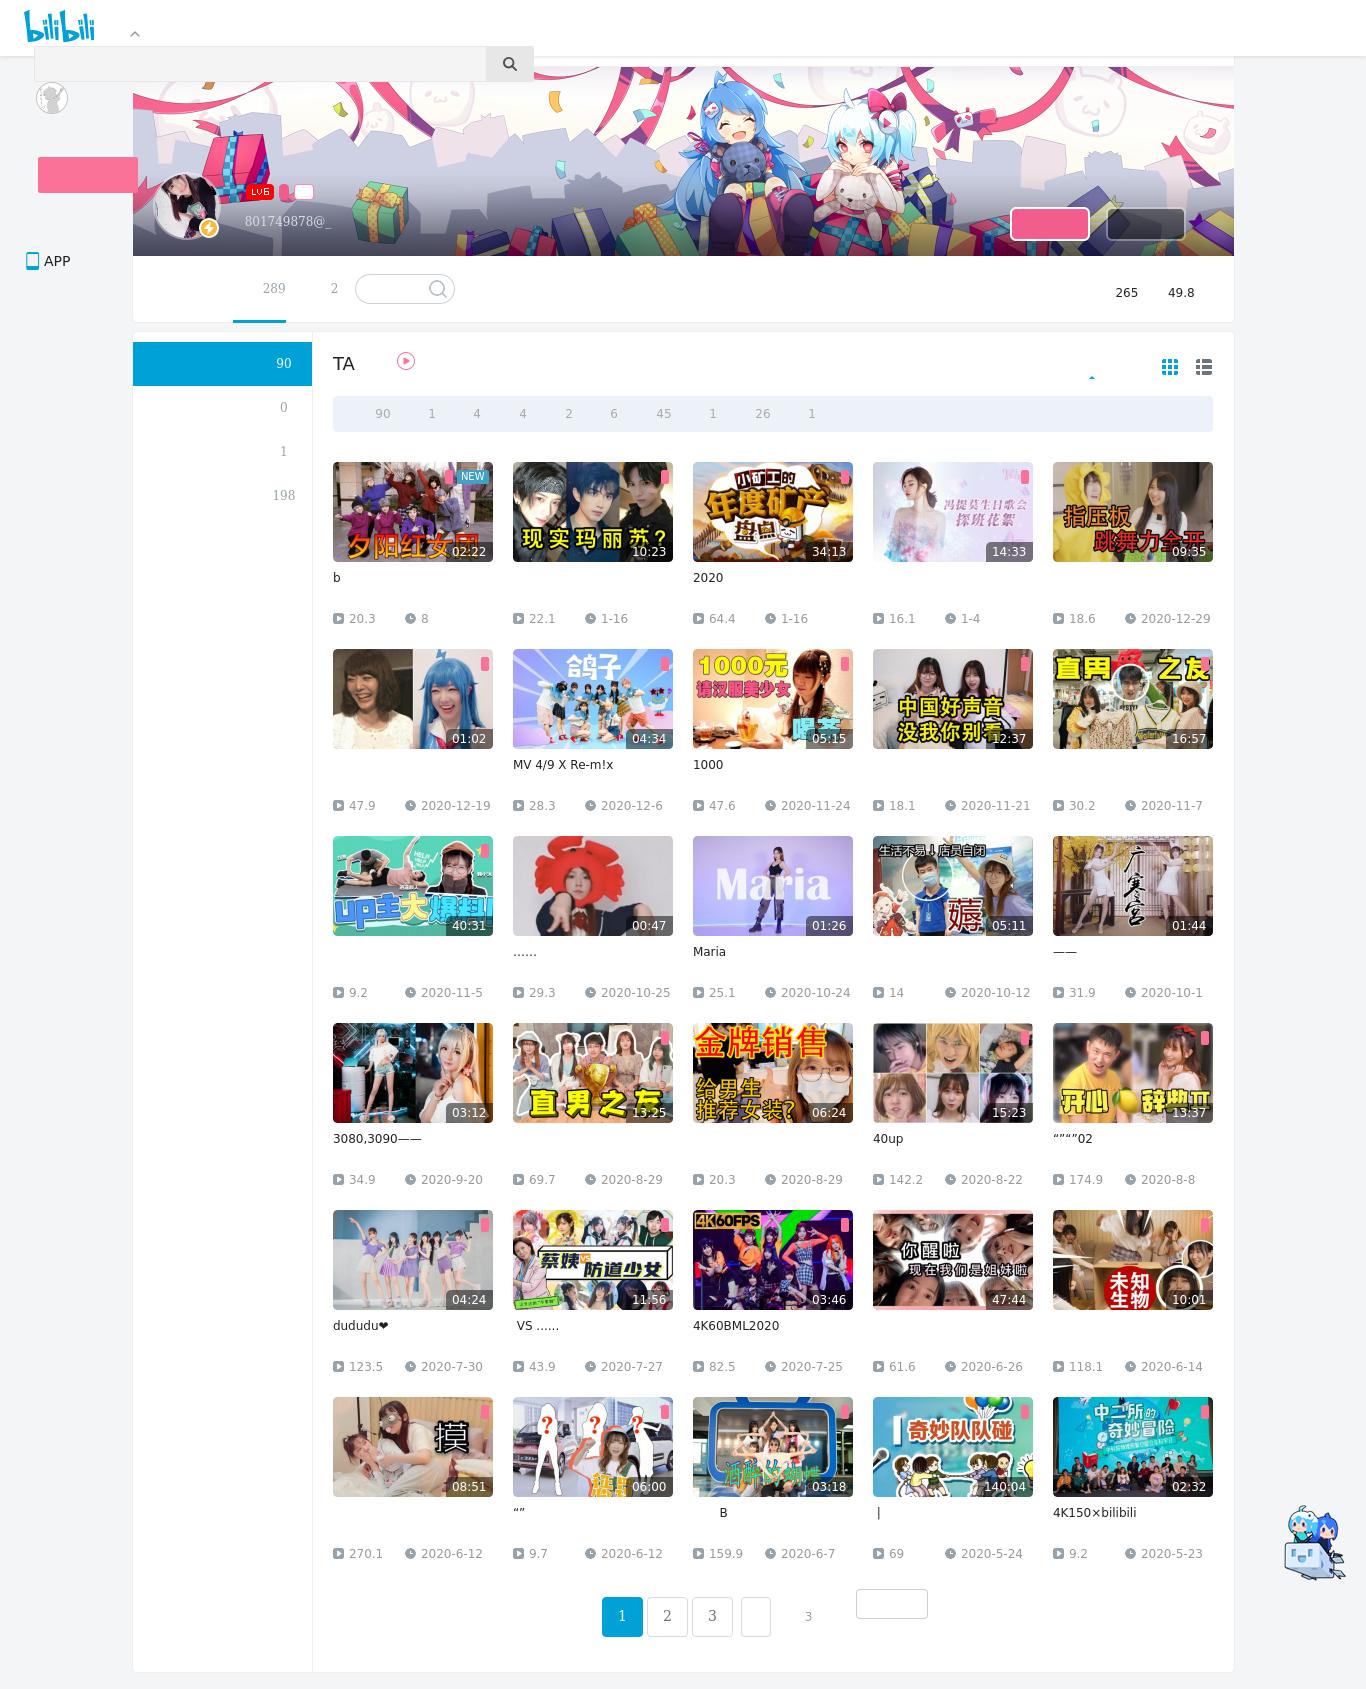 bilibili
LV6
801749878@_
APP
289
2
265
49.8
90
0
1
198
TA
90 1 4 4 2 6 45 1 26 1
NEW
夕阳红女团
02:22
现实玛丽苏?
10:23
小矿工的
年度矿产
盘点
34:13
冯提莫生日歌会
探班花絮
14:33
指压板
跳舞力全开
09:35
b
2020
20.3 8
22.1 1-16
64.4 1-16
16.1 1-4
18.6 2020-12-29
01:02
鸽子
04:34
1000元
请汉服美少女
喝茶
05:15
中国好声音
没我你别看
12:37
直男之友
16:57
MV 4/9 X Re-m!x
1000
47.9 2020-12-19
28.3 2020-12-6
47.6 2020-11-24
18.1 2020-11-21
30.2 2020-11-7
up主大爆料
40:31
00:47
Maria
01:26
生活不易↓店员自闭
薅
05:11
广寒宫
01:44
……
Maria
——
9.2 2020-11-5
29.3 2020-10-25
25.1 2020-10-24
14 2020-10-12
31.9 2020-10-1
03:12
直男之友
13:25
金牌销售
给男生
推荐女装?
06:24
15:23
开心
13:37
3080,3090——
40up
“”“”02
34.9 2020-9-20
69.7 2020-8-29
20.3 2020-8-29
142.2 2020-8-22
174.9 2020-8-8
04:24
蔡姨
VS
防道少女
11:56
4K60FPS
03:46
你醒啦
现在我们是姐妹啦
47:44
未知
生物
10:01
dududu❤
VS ……
4K60BML2020
123.5 2020-7-30
43.9 2020-7-27
82.5 2020-7-25
61.6 2020-6-26
118.1 2020-6-14
摸
08:51
? ? ?
06:00
酒醉的蝴蝶
03:18
奇妙队队碰
140:04
中二所的
奇妙冒险
02:32
“”
B
|
4K150×bilibili
270.1 2020-6-12
9.7 2020-6-12
159.9 2020-6-7
69 2020-5-24
9.2 2020-5-23
1 2 3
3